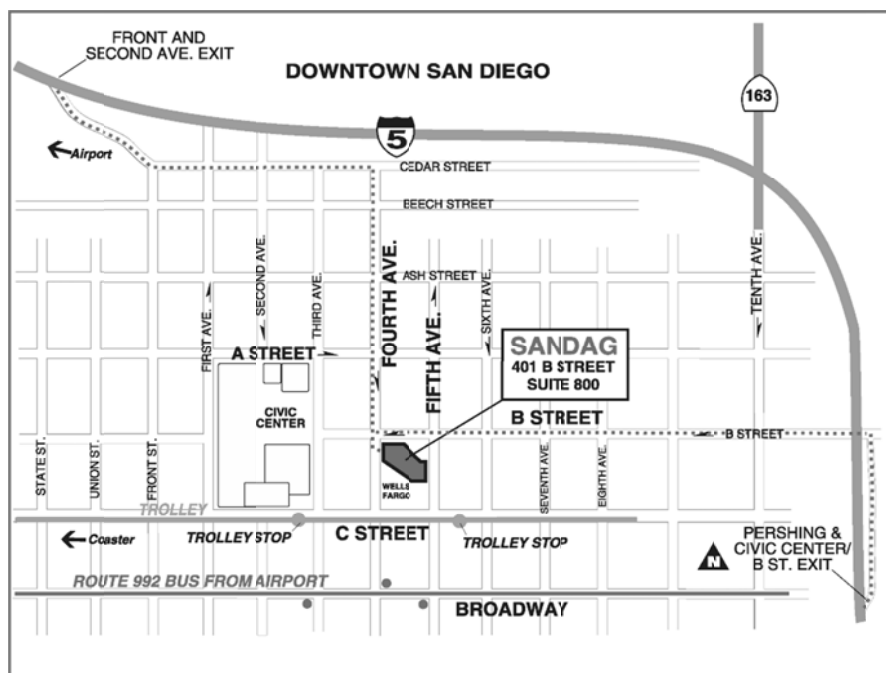 FRONT AND
SECOND AVE. EXIT
DOWNTOWN SAN DIEGO
163
5
Airport
CEDAR STREET
BEECH STREET
ASH STREET
FIRST AVE.
SECOND AVE.
THIRD AVE.
FOURTH AVE.
FIFTH AVE.
SIXTH AVE.
TENTH AVE.
A STREET
SANDAG
401 B STREET
SUITE 800
CIVIC
CENTER
B STREET
B STREET
STATE ST.
UNION ST.
FRONT ST.
WELLS
FARGO
SEVENTH AVE.
EIGHTH AVE.
TROLLEY
Coaster
TROLLEY STOP
C STREET
TROLLEY STOP
N
PERSHING &
CIVIC CENTER/
B ST. EXIT
ROUTE 992 BUS FROM AIRPORT
BROADWAY